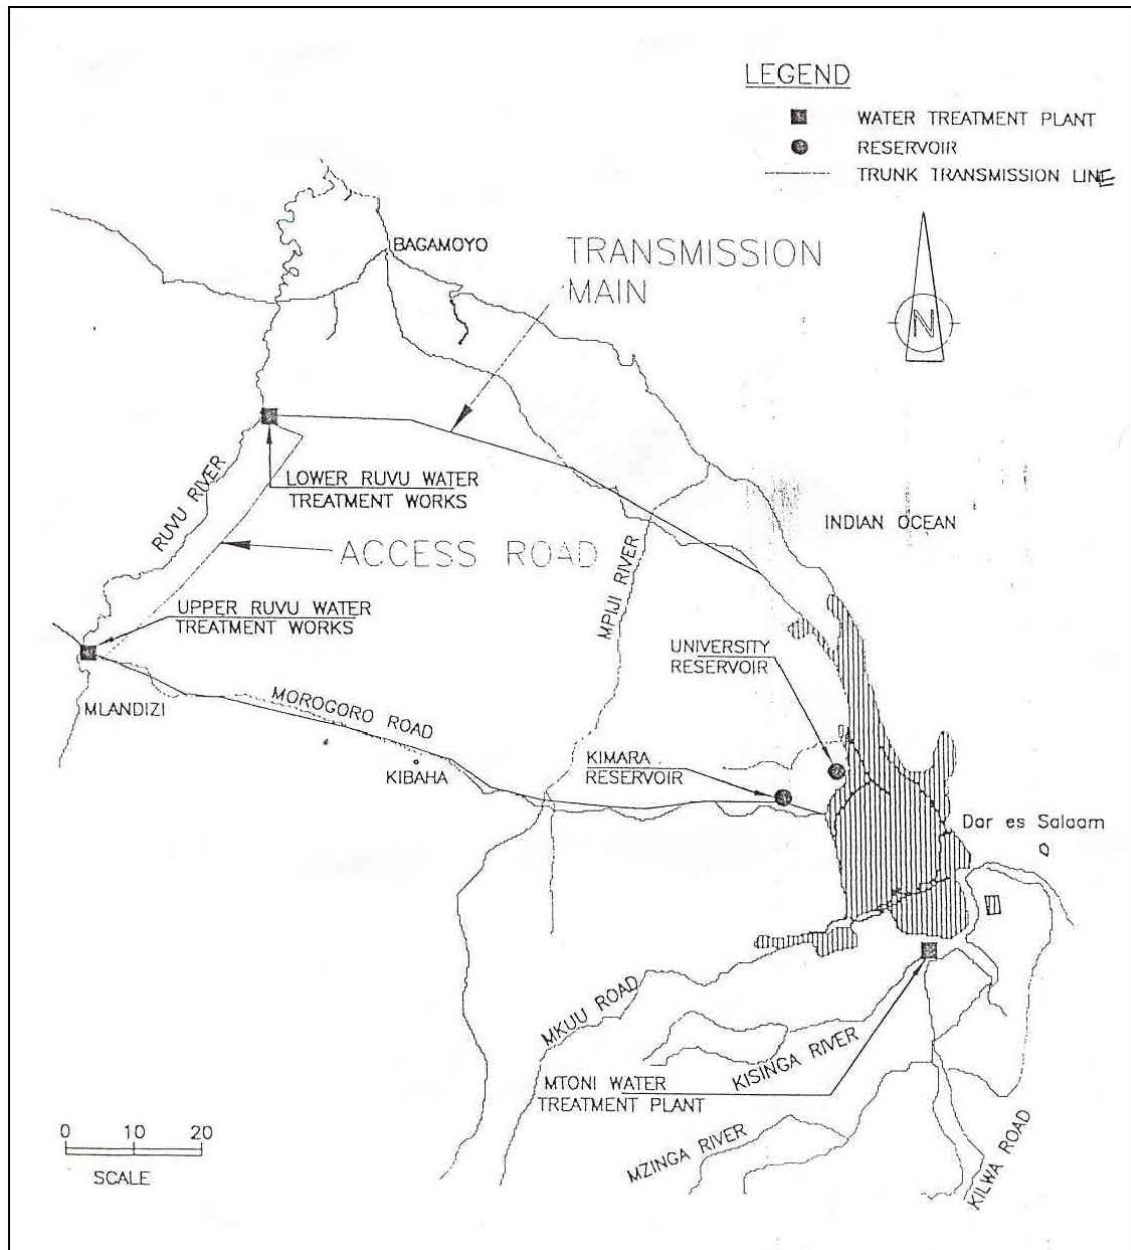 LEGEND
WATER TREATMENT PLANT
RESERVOIR
TRUNK TRANSMISSION LINE
BAGAMOYO
TRANSMISSION
MAIN
N
LOWER RUVU WATER
TREATMENT WORKS
RUVU RIVER
INDIAN OCEAN
ACCESS ROAD
MPIJI RIVER
UPPER RUVU WATER
TREATMENT WORKS
UNIVERSITY
RESERVOIR
MLANDIZI
MOROGORO ROAD
KIMARA
RESERVOIR
KIBAHA
Dar es Salaam
MKUU ROAD
KISINGA RIVER
MTONI WATER
TREATMENT PLANT
MZINGA RIVER
KILWA ROAD
0 10 20
SCALE